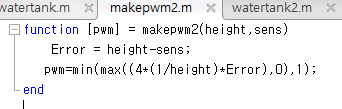 watertank.m makepwm2.m watertank2.m
function [pwm] = makepwm2(height,sens)
Error = height-sens;
pwm=min(max((4*(1/height)*Error),0),1);
end